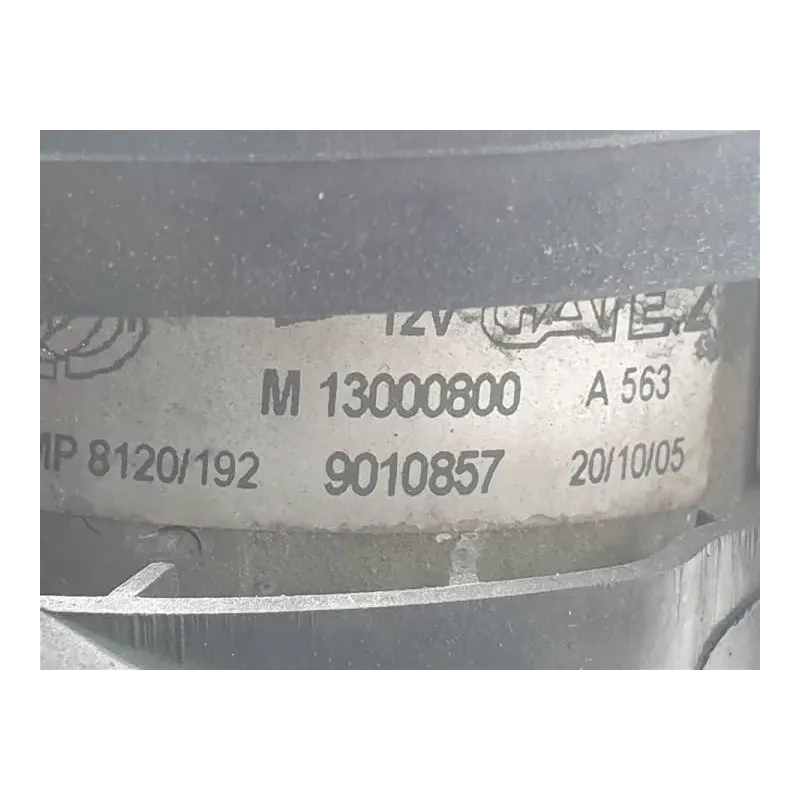 12V
M 13000800 A 563
MP 8120/192 9010857 20/10/05